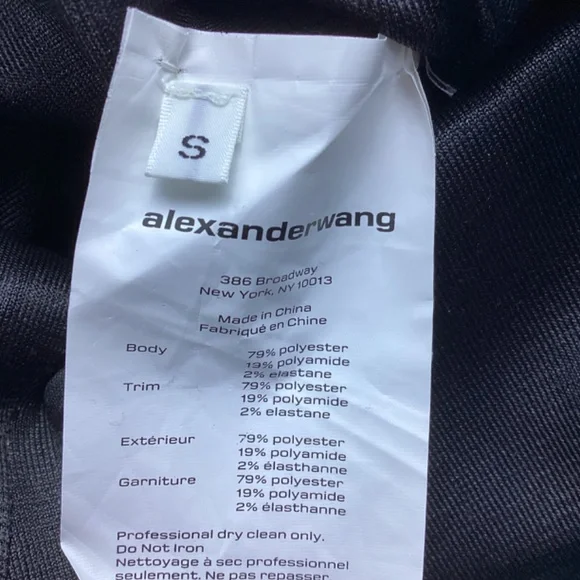 S
alexanderwang
386 Broadway
New York, NY 10013
Made in China
Fabriqué en Chine
Body 79% polyester
19% polyamide
2% elastane
Trim 79% polyester
19% polyamide
2% elastane
Extérieur 79% polyester
19% polyamide
2% élasthanne
Garniture 79% polyester
19% polyamide
2% élasthanne
Professional dry clean only.
Do Not Iron
Nettoyage à sec professionnel
seulement. Ne pas repasser